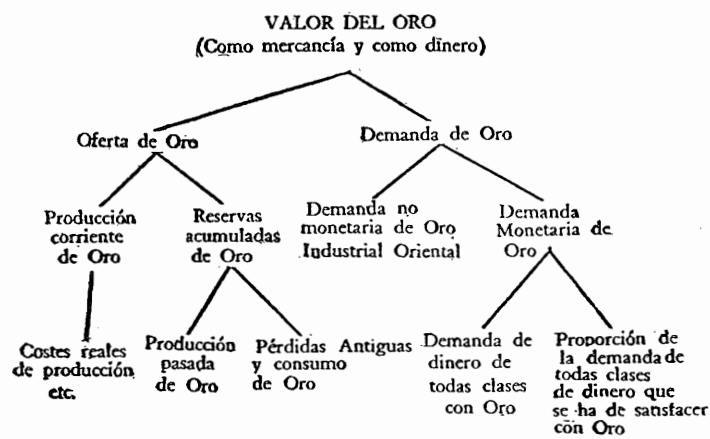 VALOR DEL ORO
(Como mercancía y como dinero)
Oferta de Oro
Demanda de Oro
Producción
corriente
de Oro
Reservas
acumuladas
de Oro
Demanda no
monetaria de Oro
Industrial Oriental
Demanda
Monetaria de
Oro
Costes reales
de producción
etc.
Producción
pasada
de Oro
Pérdidas Antiguas
y consumo
de Oro
Demanda de
dinero de
todas clases
con Oro
Proporción de
la demanda de
todas clases
de dinero que
se ha de satisfacer
con Oro